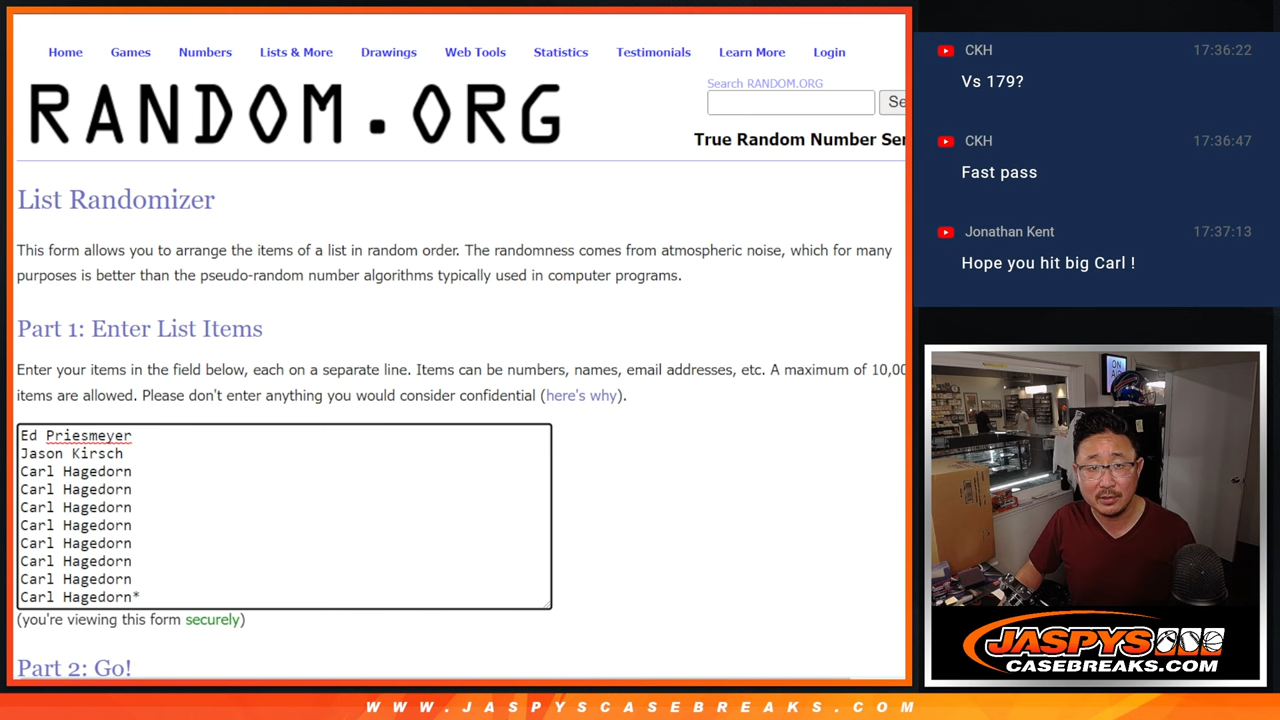 Home Games Numbers Lists & More Drawings Web Tools Statistics Testimonials Learn More Login
RANDOM.ORG
Search RANDOM.ORG
Se
True Random Number Ser
List Randomizer
This form allows you to arrange the items of a list in random order. The randomness comes from atmospheric noise, which for many
purposes is better than the pseudo-random number algorithms typically used in computer programs.
Part 1: Enter List Items
Enter your items in the field below, each on a separate line. Items can be numbers, names, email addresses, etc. A maximum of 10,00
items are allowed. Please don't enter anything you would consider confidential (here's why).
Ed Priesmeyer
Jason Kirsch
Carl Hagedorn
Carl Hagedorn
Carl Hagedorn
Carl Hagedorn
Carl Hagedorn
Carl Hagedorn
Carl Hagedorn
Carl Hagedorn*
(you're viewing this form securely)
Part 2: Go!
CKH 17:36:22
Vs 179?
CKH 17:36:47
Fast pass
Jonathan Kent 17:37:13
Hope you hit big Carl !
ON
AIR
JASPYS
CASEBREAKS.COM
WWW.JASPYSCASEBREAKS.COM